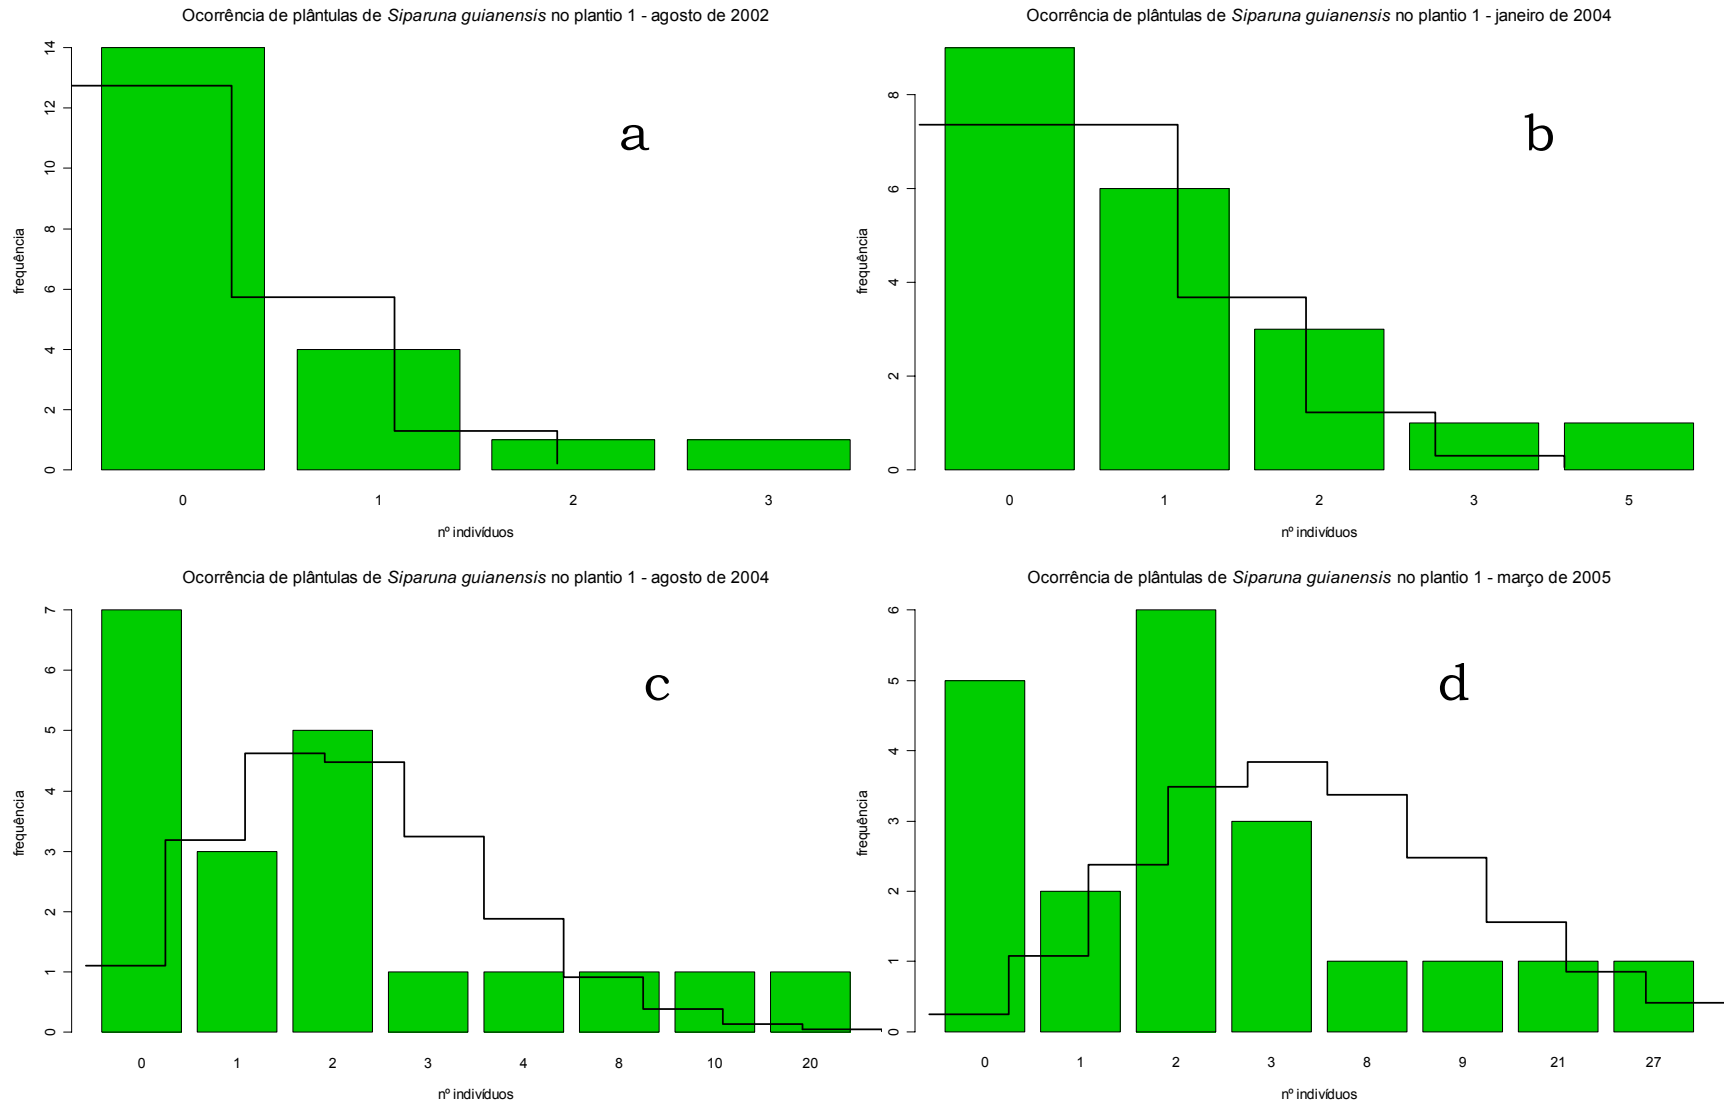 Ocorrência de plântulas de Siparuna guianensis no plantio 1 - agosto de 2002
14
12
10
8
6
4
2
0
frequência
a
0 1 2 3
nº indivíduos
Ocorrência de plântulas de Siparuna guianensis no plantio 1 - janeiro de 2004
8
6
4
2
0
frequência
b
0 1 2 3 5
nº indivíduos
Ocorrência de plântulas de Siparuna guianensis no plantio 1 - agosto de 2004
7
6
5
4
3
2
1
0
frequência
c
0 1 2 3 4 8 10 20
nº indivíduos
Ocorrência de plântulas de Siparuna guianensis no plantio 1 - março de 2005
6
5
4
3
2
1
0
frequência
d
0 1 2 3 8 9 21 27
nº indivíduos